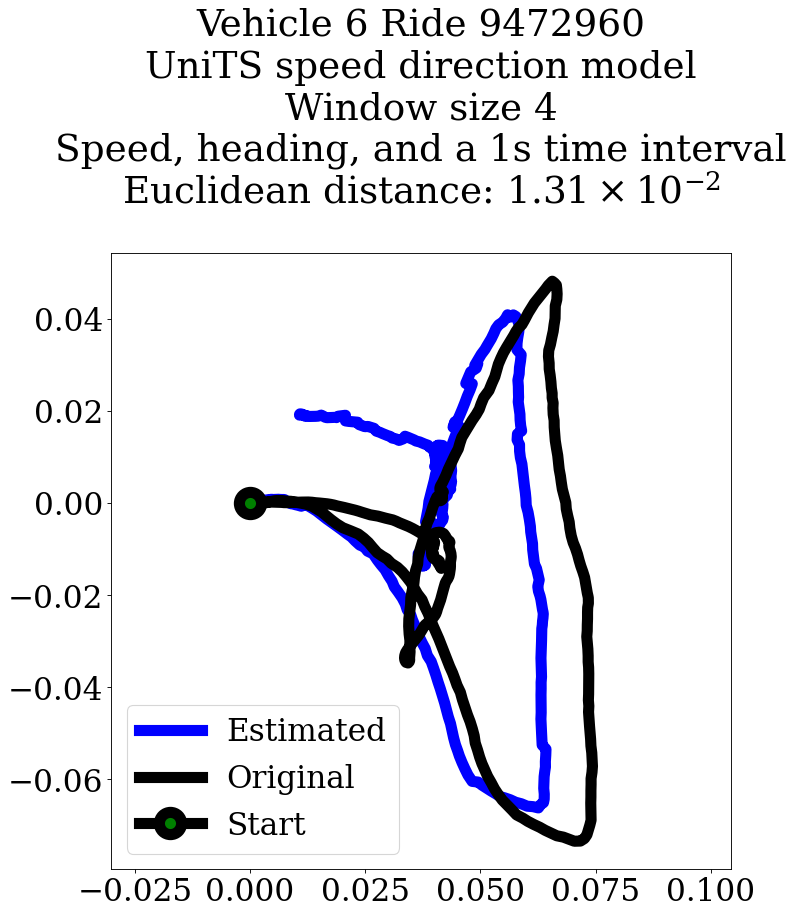 Vehicle 6 Ride 9472960
UniTS speed direction model
Window size 4
Speed, heading, and a 1s time interval
Euclidean distance: $1.31 \times 10^{-2}$
0.04
0.02
0.00
−0.02
−0.04
−0.06
Estimated
Original
Start
−0.025 0.000 0.025 0.050 0.075 0.100